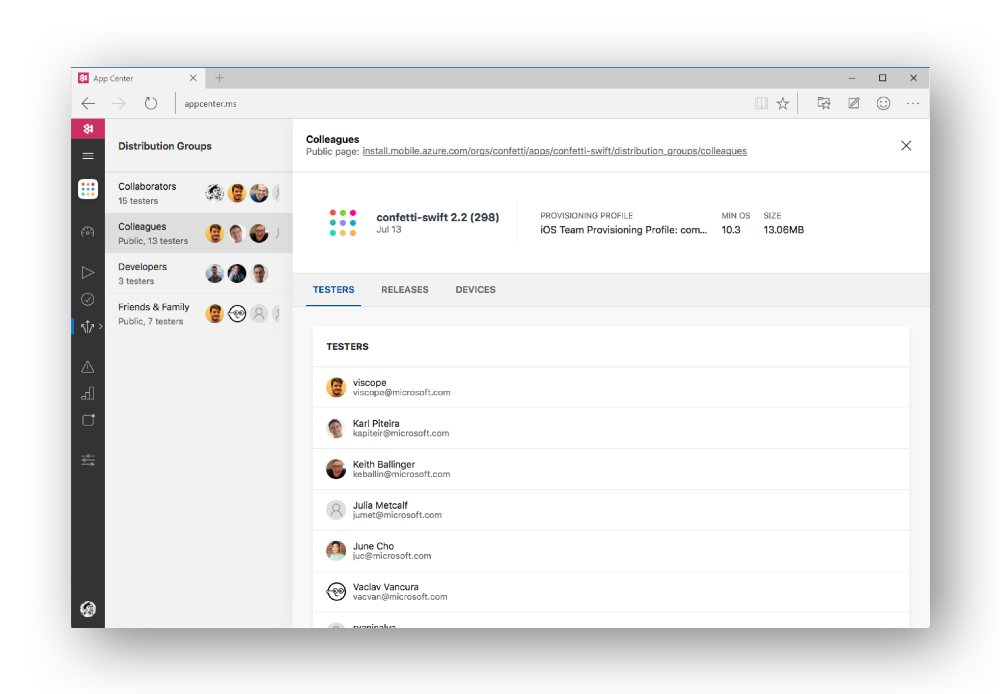 App Center
appcenter.ms
Distribution Groups
Collaborators
15 testers
Colleagues
Public, 13 testers
Developers
3 testers
Friends & Family
Public, 7 testers
Colleagues
Public page: install.mobile.azure.com/orgs/confetti/apps/confetti-swift/distribution_groups/colleagues
confetti-swift 2.2 (298)
Jul 13
PROVISIONING PROFILE
iOS Team Provisioning Profile: com...
MIN OS
10.3
SIZE
13.06MB
TESTERS RELEASES DEVICES
TESTERS
viscope
viscope@microsoft.com
Karl Piteira
kapiteir@microsoft.com
Keith Ballinger
keballin@microsoft.com
Julia Metcalf
jumet@microsoft.com
June Cho
juc@microsoft.com
Vaclav Vancura
vacvan@microsoft.com